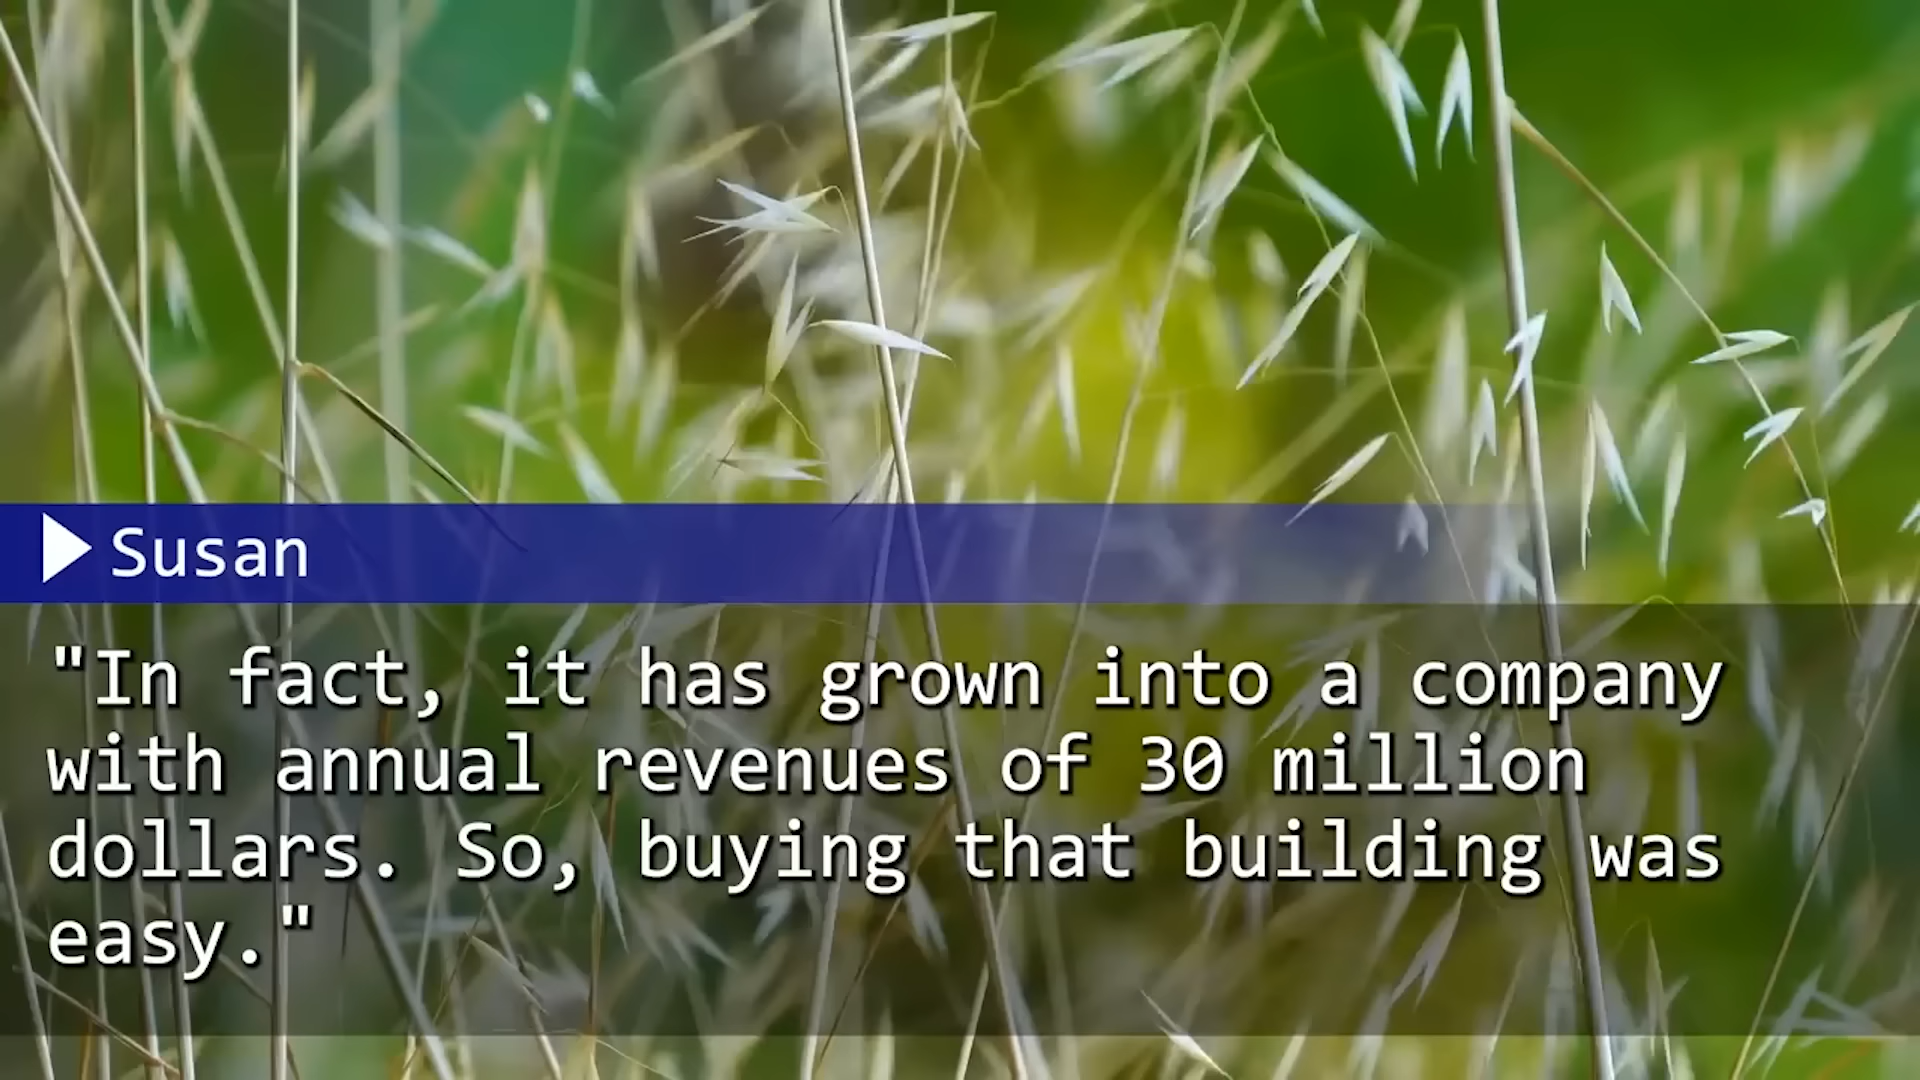 Susan
"In fact, it has grown into a company
with annual revenues of 30 million
dollars. So, buying that building was
easy."